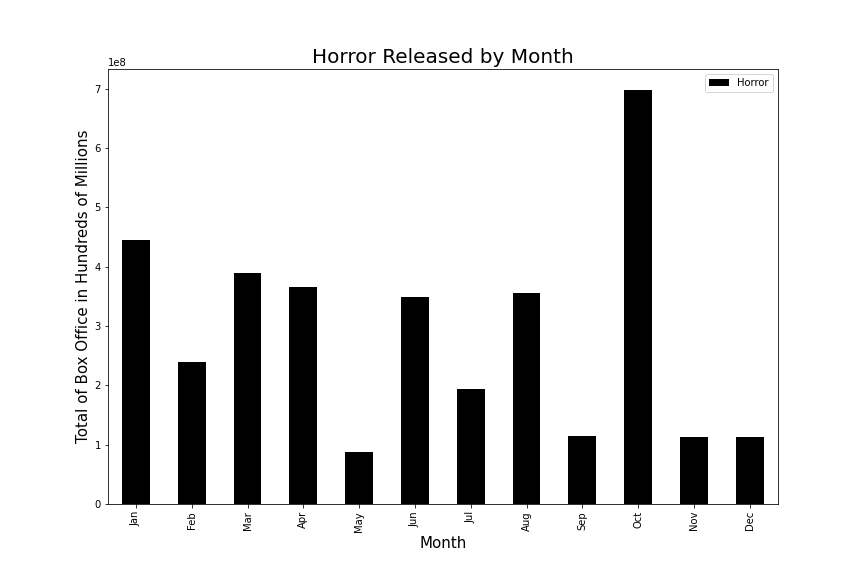 Horror Released by Month
1e8
Horror
Total of Box Office in Hundreds of Millions
7
6
5
4
3
2
1
0
Jan
Feb
Mar
Apr
May
Jun
Jul
Aug
Sep
Oct
Nov
Dec
Month